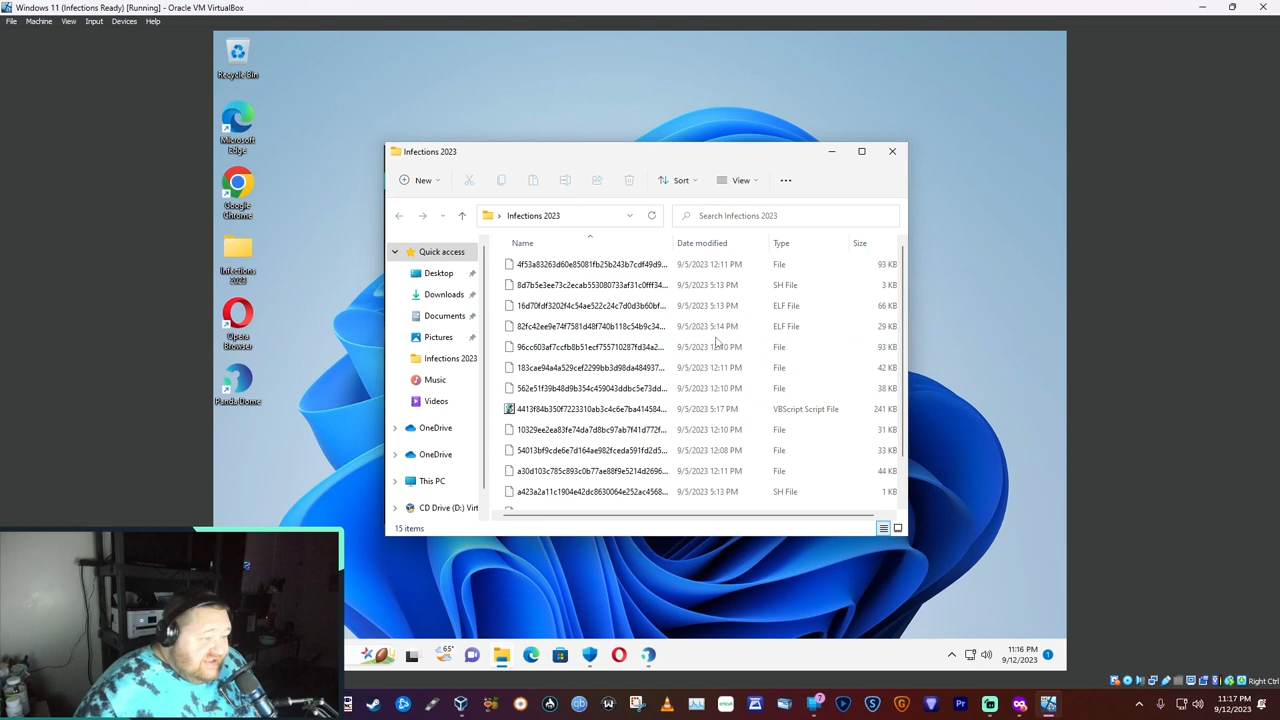 Windows 11 (Infections Ready) [Running] - Oracle VM VirtualBox
File Machine View Input Devices Help
Recycle Bin
Microsoft Edge
Google Chrome
Infections 2023
Opera Browser
Panda Dome
Infections 2023
New Sort View
Infections 2023 Search Infections 2023
Name Date modified Type Size
Quick access
Desktop
Downloads
Documents
Pictures
Infections 2023
Music
Videos
OneDrive
OneDrive
This PC
CD Drive (D:) Virt
4f53a83263d60e85081fb25b243b7cdf49d9... 9/5/2023 12:11 PM File 93 KB
8d7b5e3ee73c2ecab553080733af31c0fff34... 9/5/2023 5:13 PM SH File 3 KB
16d70fdf3202f4c54ae522c24c7d0d3b60bf... 9/5/2023 5:13 PM ELF File 66 KB
82fc42ee9e74f7581d48f740b118c54b9c34... 9/5/2023 5:14 PM ELF File 29 KB
96cc603af7ccfb8b51ecf755710287fd34a2... 9/5/2023 12:10 PM File 93 KB
183cae94a4a529cef2299bb3d98da484937... 9/5/2023 12:11 PM File 42 KB
562e51f39b48d9b354c459043ddbc5e73dd... 9/5/2023 12:10 PM File 38 KB
4413f84b350f7223310ab3c4c6e7ba414584... 9/5/2023 5:17 PM VBScript Script File 241 KB
10329ee2ea83fe74da7d8bc97ab7f41d772f... 9/5/2023 12:10 PM File 31 KB
54013bf9cde6e7d164ae982fceda591fd2d5... 9/5/2023 12:08 PM File 33 KB
a30d103c785c893c0b77ae88f9e5214d2696... 9/5/2023 12:11 PM File 44 KB
a423a2a11c1904e42dc8630064e252ac4568... 9/5/2023 5:13 PM SH File 1 KB
15 items
65°
11:16 PM
9/12/2023
1
Right Ctrl
7
Pr
11:17 PM
9/12/2023